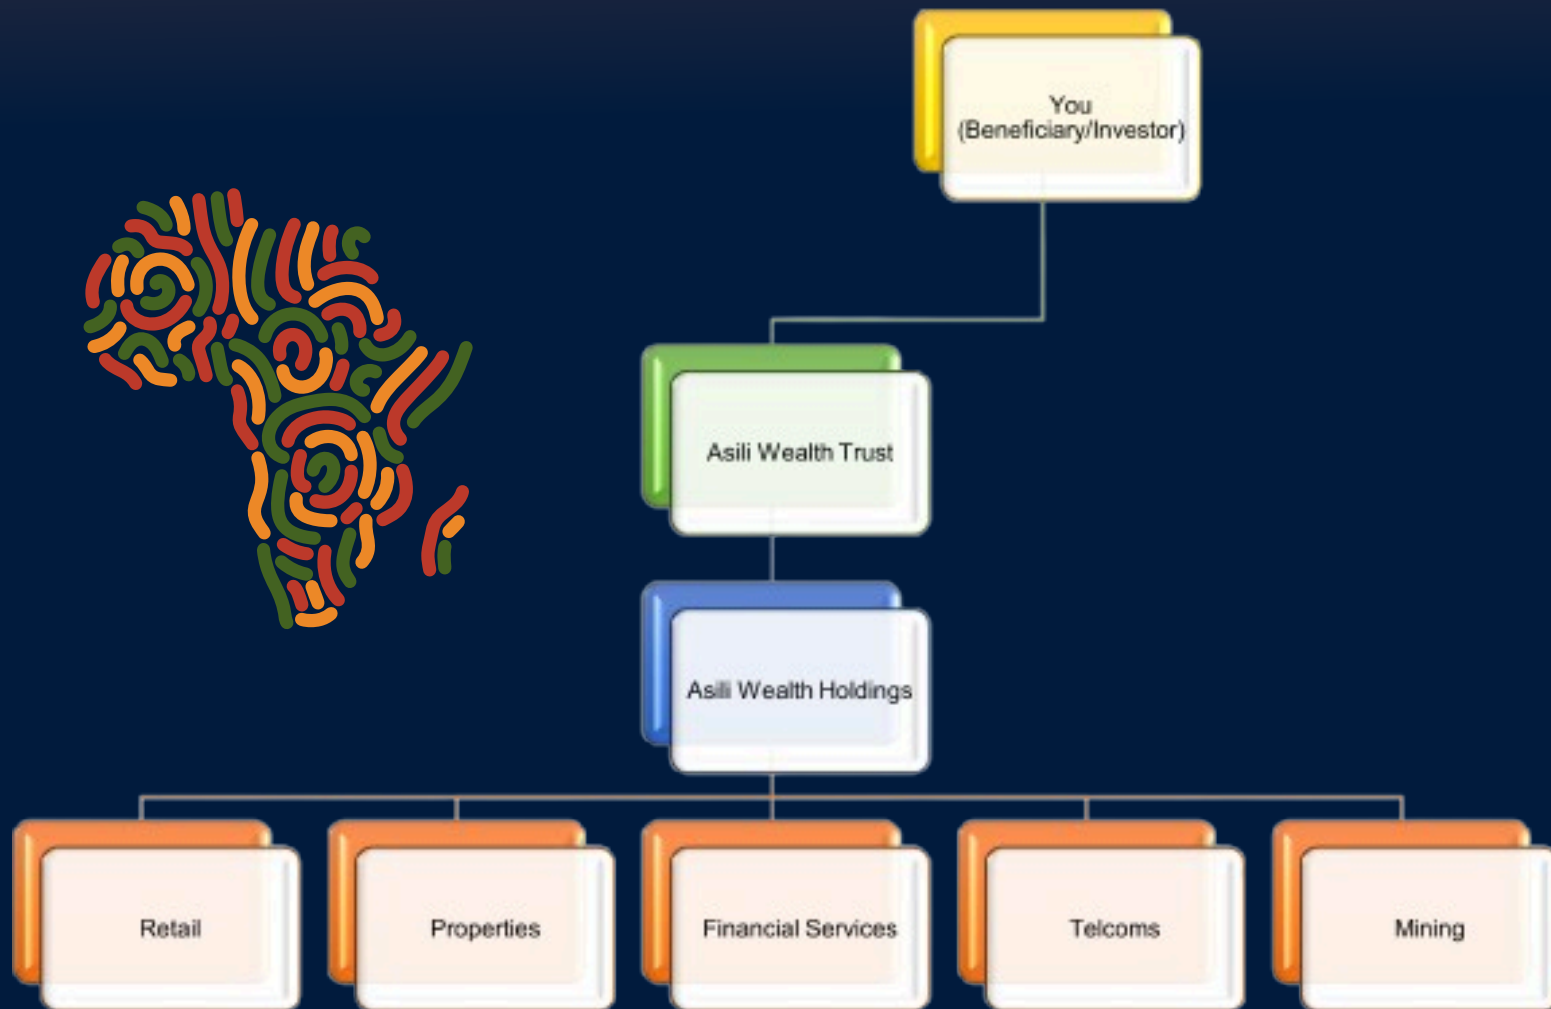 You
(Beneficiary/Investor)
Asili Wealth Trust
Asili Wealth Holdings
Retail
Properties
Financial Services
Telcoms
Mining